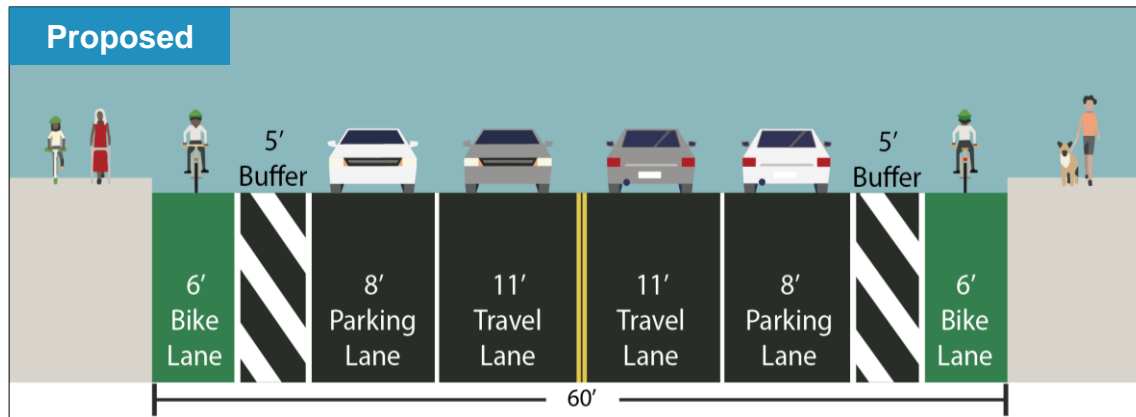 Proposed
5’
Buffer
5’
Buffer
6’
Bike
Lane
8’
Parking
Lane
11’
Travel
Lane
11’
Travel
Lane
8’
Parking
Lane
6’
Bike
Lane
60’